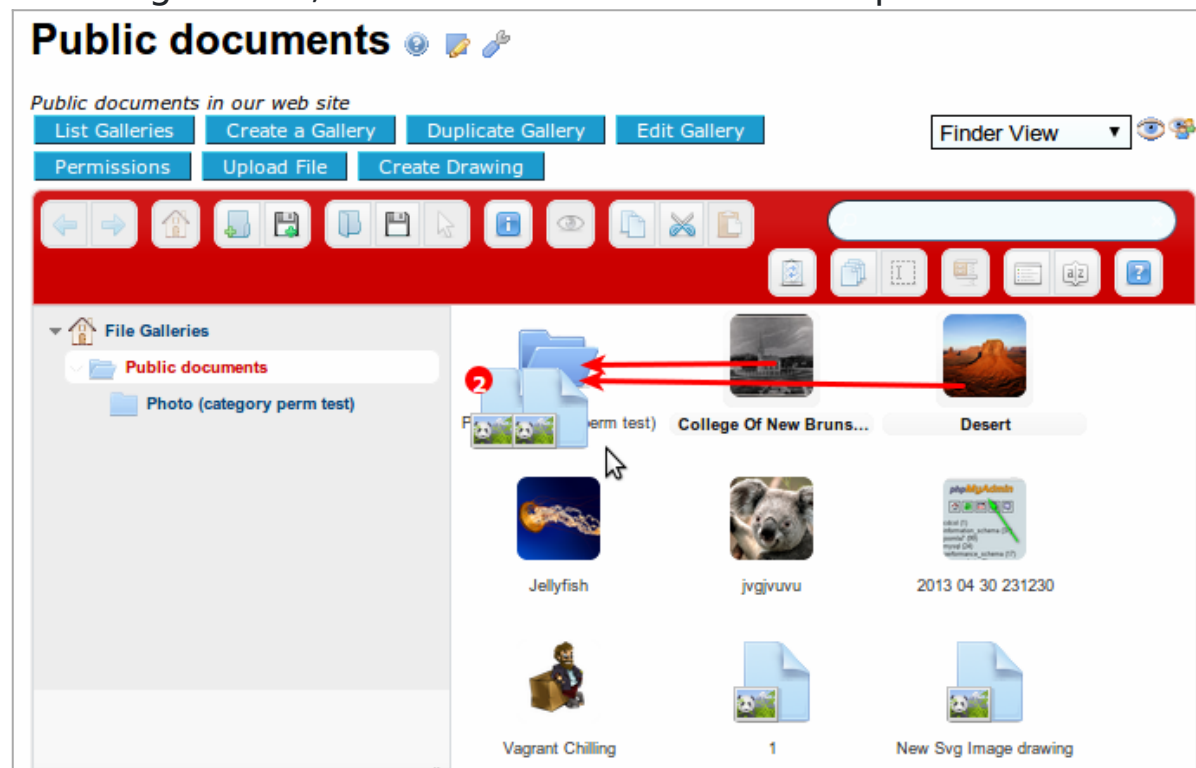 Public documents
Public documents in our web site
List Galleries Create a Gallery Duplicate Gallery Edit Gallery
Finder View
Permissions Upload File Create Drawing
File Galleries
Public documents
Photo (category perm test)
2
perm test) College Of New Bruns... Desert
phpMyAdmin
Jellyfish jvgjvuvu 2013 04 30 231230
Vagrant Chilling 1 New Svg Image drawing